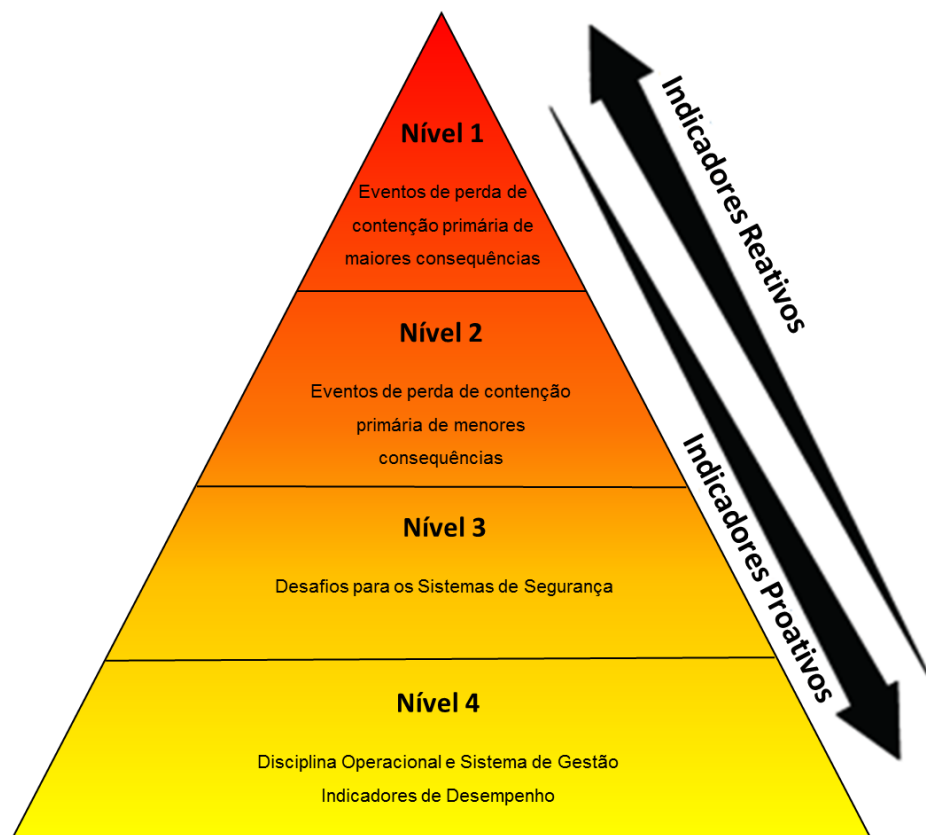 Nível 1
Eventos de perda de
contenção primária de
maiores consequências
Indicadores Reativos
Nível 2
Eventos de perda de contenção
primária de menores
consequências
Nível 3
Desafios para os Sistemas de Segurança
Indicadores Proativos
Nível 4
Disciplina Operacional e Sistema de Gestão
Indicadores de Desempenho